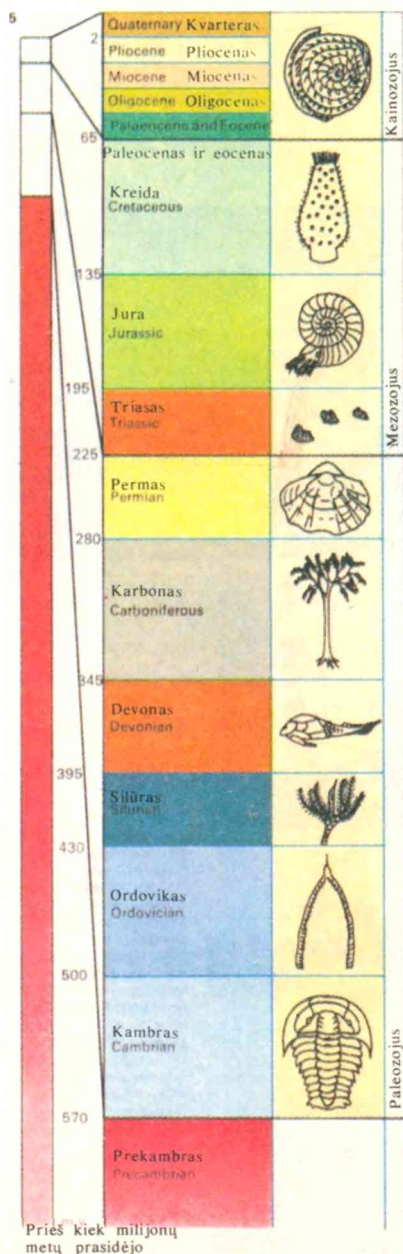 5
2
Quaternary Kvarteras
Pliocene Pliocenas
Miocene Miocenas
Oligocene Oligocenas
Palaeocene and Eocene
Kainozojus
65
Paleocenas ir eocenas
Kreida
Cretaceous
135
Jura
Jurassic
195
Triasas
Triassic
Mezozojus
225
Permas
Permian
280
Karbonas
Carboniferous
345
Devonas
Devonian
395
Silūras
Silurian
430
Ordovikas
Ordovician
500
Kambras
Cambrian
Paleozojus
570
Prekambras
Precambrian
Prieš kiek milijonų
metų prasidėjo